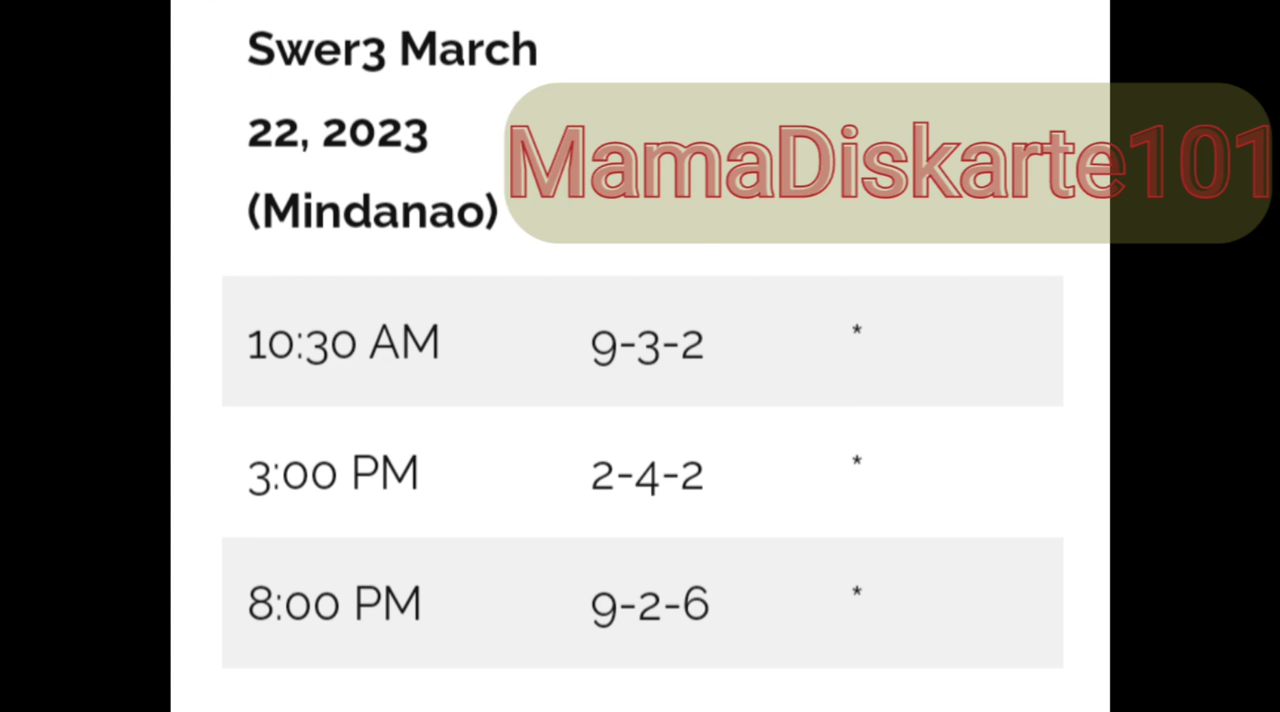 Swer3 March
22, 2023
(Mindanao)
MamaDiskarte101
10:30 AM 9-3-2 *
3:00 PM 2-4-2 *
8:00 PM 9-2-6 *